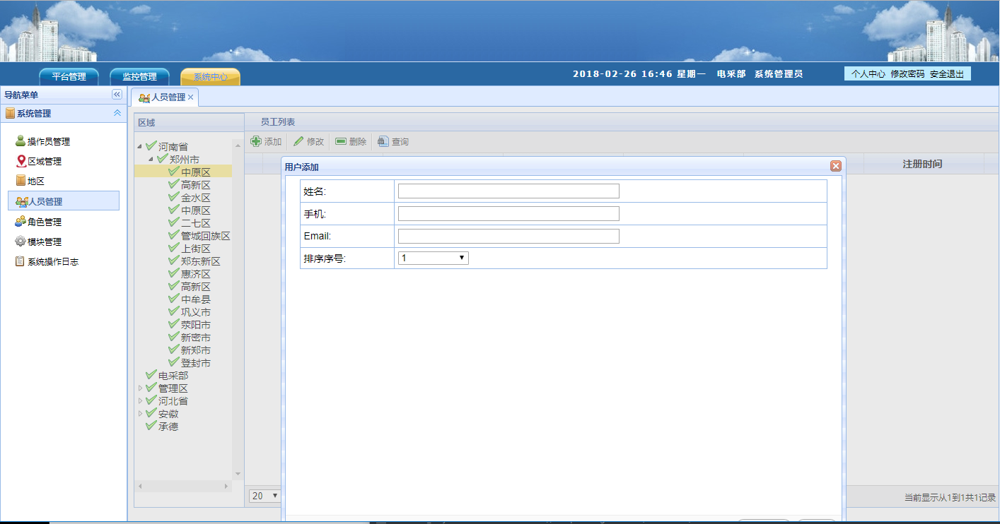 平台管理 监控管理 系统中心 2018-02-26 16:46 星期一 电采部 系统管理员 个人中心 修改密码 安全退出
导航菜单
系统管理
操作员管理
区域管理
地区
人员管理
角色管理
模块管理
系统操作日志
人员管理
区域
河南省
郑州市
中原区
高新区
金水区
中原区
二七区
管城回族区
上街区
郑东新区
惠济区
高新区
中牟县
巩义市
荥阳市
新密市
新郑市
登封市
电采部
管理区
河北省
安徽
承德
员工列表
添加 修改 删除 查询
注册时间
用户添加
姓名:
手机:
Email:
排序序号: 1
20
当前显示从1到1共1记录